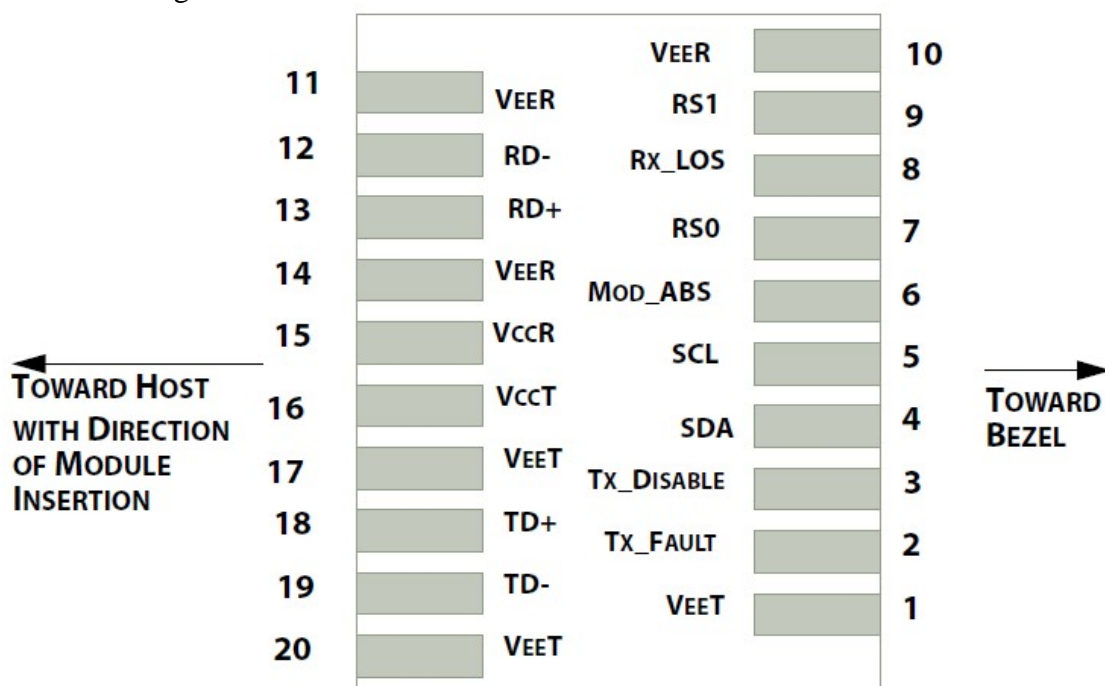 11
VEER
12
RD-
13
RD+
14
VEER
15
VCCR
16
VCCT
17
VEET
18
TD+
19
TD-
20
VEET
VEER
10
RS1
9
RX_LOS
8
RS0
7
MOD_ABS
6
SCL
5
SDA
4
TX_DISABLE
3
TX_FAULT
2
VEET
1
TOWARD HOST
WITH DIRECTION
OF MODULE
INSERTION
TOWARD
BEZEL